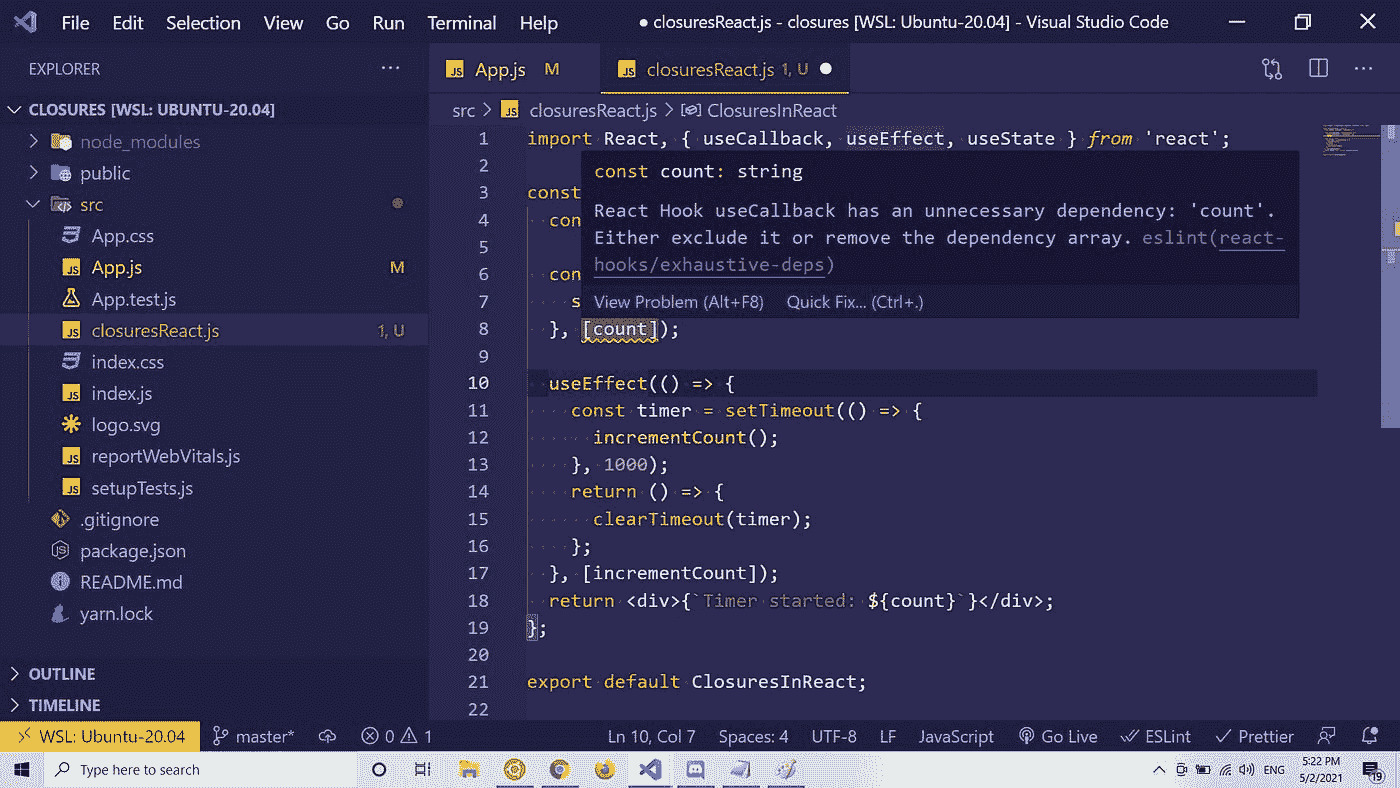 File Edit Selection View Go Run Terminal Help
● closuresReact.js - closures [WSL: Ubuntu-20.04] - Visual Studio Code
EXPLORER
CLOSURES [WSL: UBUNTU-20.04]
node_modules
public
src
App.css
App.js M
App.test.js
closuresReact.js 1, U
index.css
index.js
logo.svg
reportWebVitals.js
setupTests.js
.gitignore
package.json
README.md
yarn.lock
OUTLINE
TIMELINE
JS App.js M
JS closuresReact.js 1, U ●
src > JS closuresReact.js > ClosuresInReact
1 import React, { useCallback, useEffect, useState } from 'react';
2
3 const
4 con
5
6 con
7 s
const count: string
React Hook useCallback has an unnecessary dependency: 'count'.
Either exclude it or remove the dependency array. eslint(react-
hooks/exhaustive-deps)
View Problem (Alt+F8) Quick Fix... (Ctrl+.)
8 }, [count]);
9
10 useEffect(() => {
11 const timer = setTimeout(() => {
12 incrementCount();
13 }, 1000);
14 return () => {
15 clearTimeout(timer);
16 };
17 }, [incrementCount]);
18 return <div>{`Timer started: ${count}`}</div>;
19 };
20
21 export default ClosuresInReact;
22
WSL: Ubuntu-20.04 master* 0 1 Ln 10, Col 7 Spaces: 4 UTF-8 LF JavaScript Go Live ESLint Prettier
Type here to search
ENG
5:22 PM
5/2/2021
19